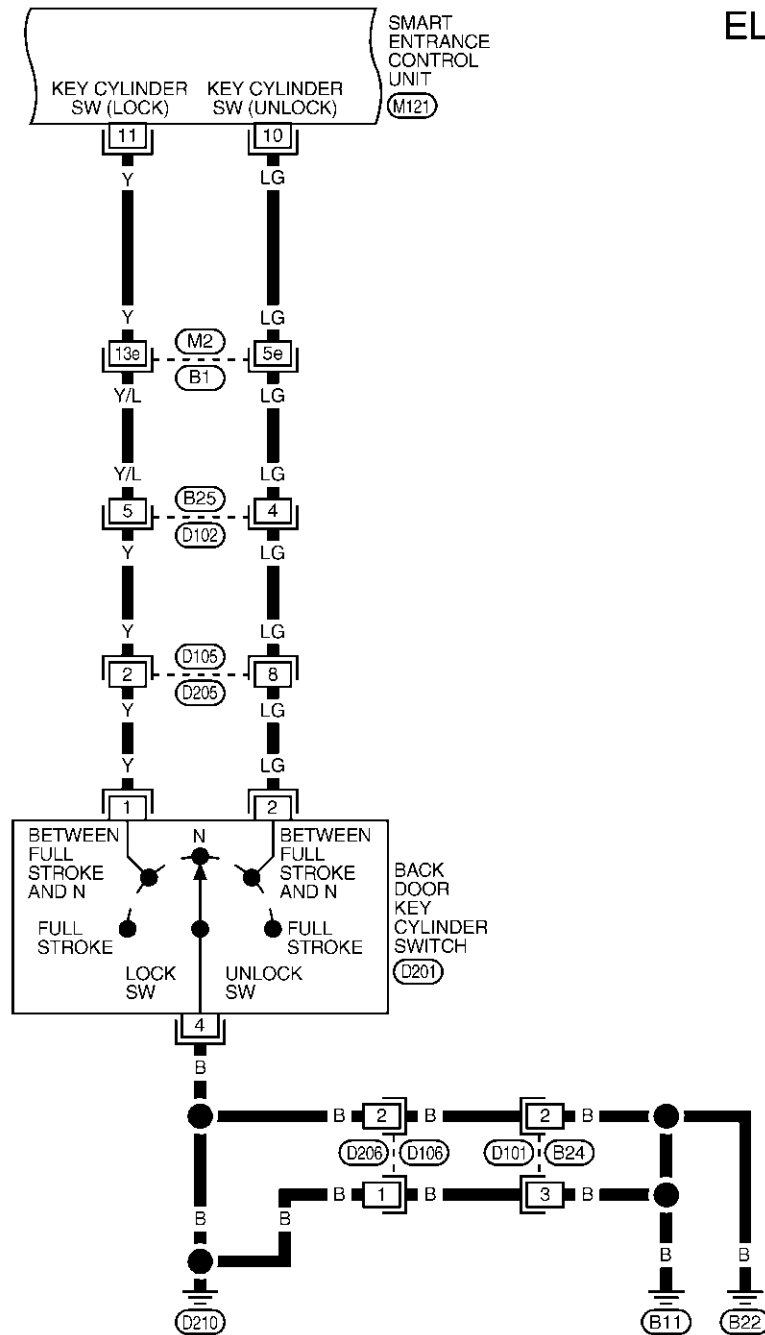 EL
SMART
ENTRANCE
CONTROL
UNIT
M121
KEY CYLINDER
SW (LOCK)
KEY CYLINDER
SW (UNLOCK)
11
10
Y
LG
Y
LG
13e
M2
5e
B1
Y/L
LG
Y/L
LG
5
B25
4
D102
Y
LG
Y
LG
2
D105
8
D205
Y
LG
Y
LG
1
2
BETWEEN
FULL
STROKE
AND N
N
BETWEEN
FULL
STROKE
AND N
FULL
STROKE
FULL
STROKE
LOCK
SW
UNLOCK
SW
BACK
DOOR
KEY
CYLINDER
SWITCH
D201
4
B
B 2 B 2 B
D206 D106 D101 B24
B 1 B 3 B
B
B
B
B
D210
B11
B22